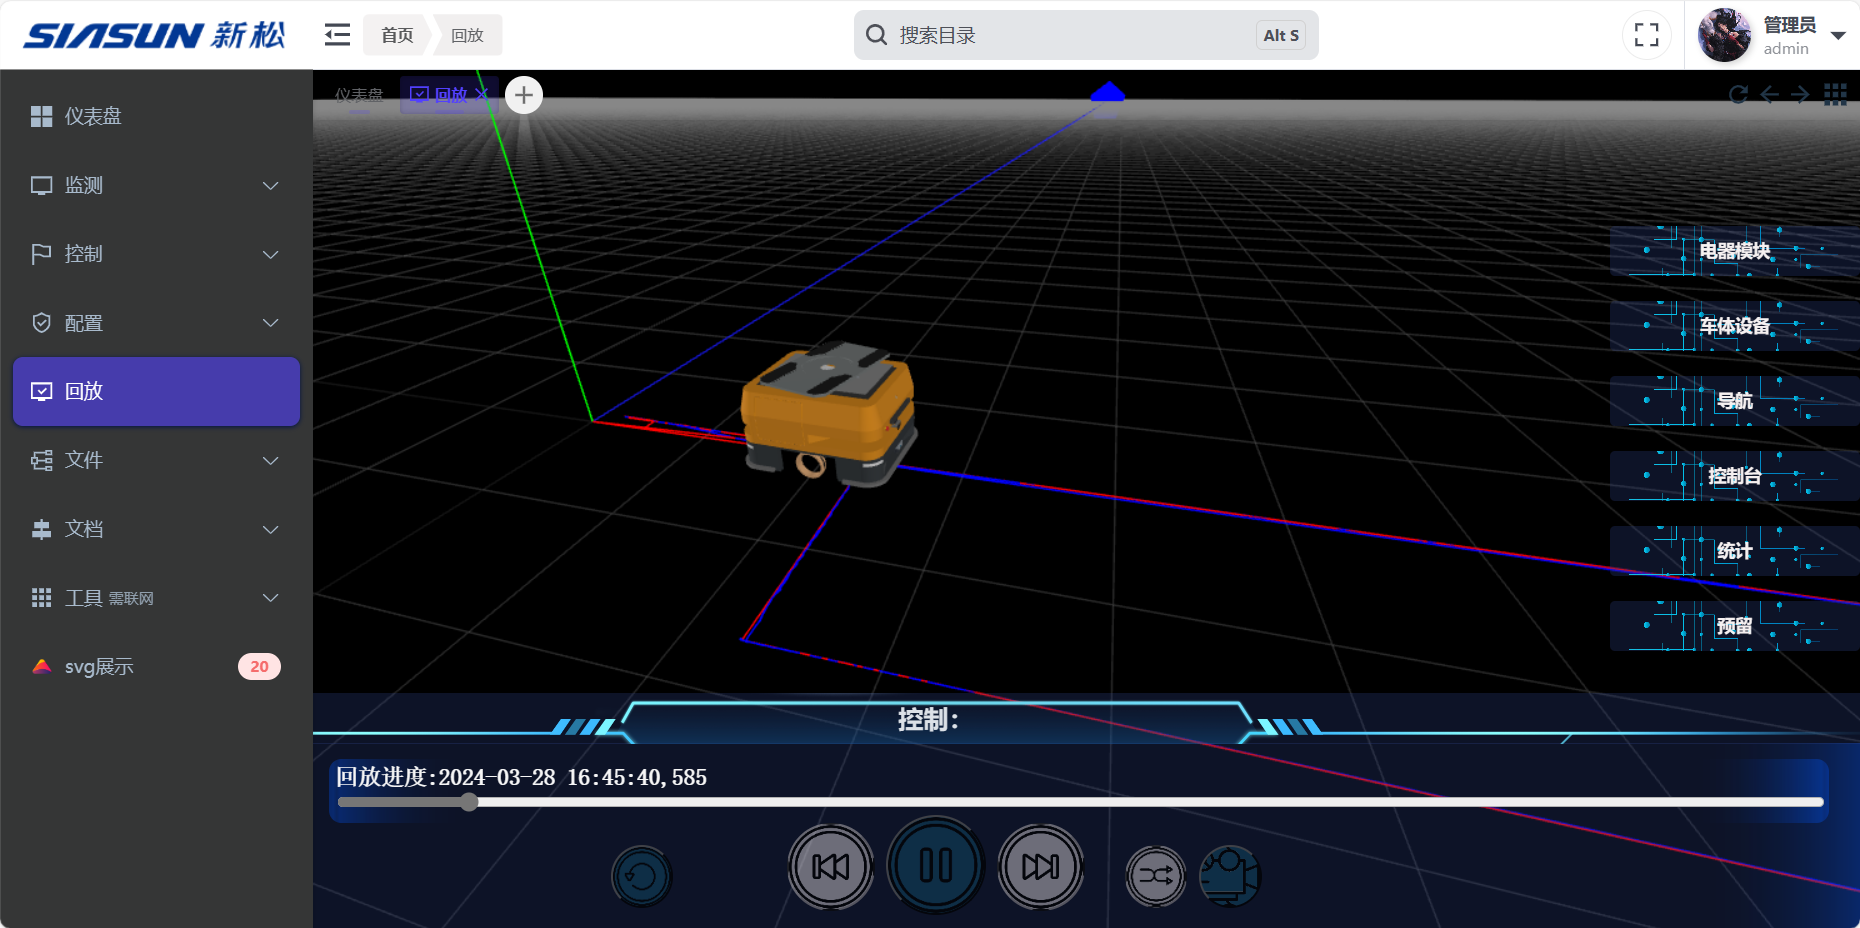 SIASUN 新松
首页
回放
搜索目录
Alt S
管理员
admin
仪表盘
监测
控制
配置
回放
文件
文档
工具 需联网
svg展示
20
仪表盘
回放
电器模块
车体设备
导航
控制台
统计
预留
控制：
回放进度:2024-03-28 16:45:40,585